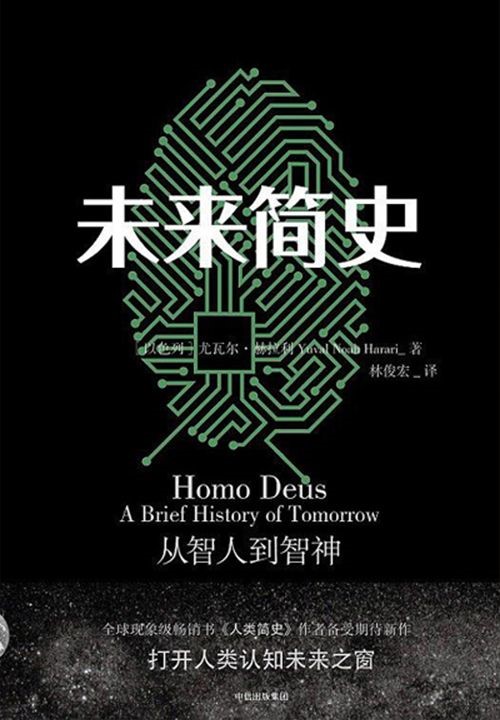 未来简史
[以色列] 尤瓦尔·赫拉利 Yuval Noah Harari_ 著
林俊宏_译
Homo Deus
A Brief History of Tomorrow
从智人到智神
全球现象级畅销书《人类简史》作者备受期待新作
打开人类认知未来之窗
中信出版集团